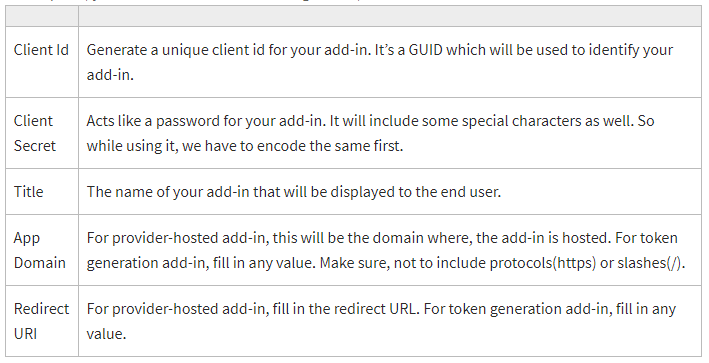 Client Id
Generate a unique client id for your add-in. It’s a GUID which will be used to identify your
add-in.
Client
Secret
Acts like a password for your add-in. It will include some special characters as well. So
while using it, we have to encode the same first.
Title
The name of your add-in that will be displayed to the end user.
App
Domain
For provider-hosted add-in, this will be the domain where, the add-in is hosted. For token
generation add-in, fill in any value. Make sure, not to include protocols(https) or slashes(/).
Redirect
URI
For provider-hosted add-in, fill in the redirect URL. For token generation add-in, fill in any
value.